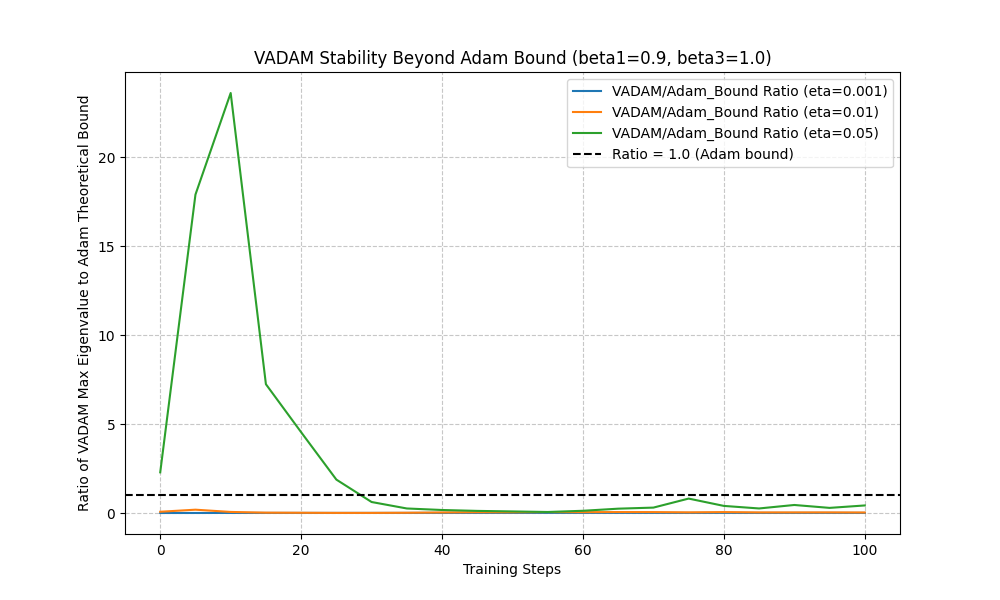 VADAM Stability Beyond Adam Bound (beta1=0.9, beta3=1.0)
VADAM/Adam_Bound Ratio (eta=0.001)
VADAM/Adam_Bound Ratio (eta=0.01)
VADAM/Adam_Bound Ratio (eta=0.05)
Ratio = 1.0 (Adam bound)
Ratio of VADAM Max Eigenvalue to Adam Theoretical Bound
20
15
10
5
0
0 20 40 60 80 100
Training Steps